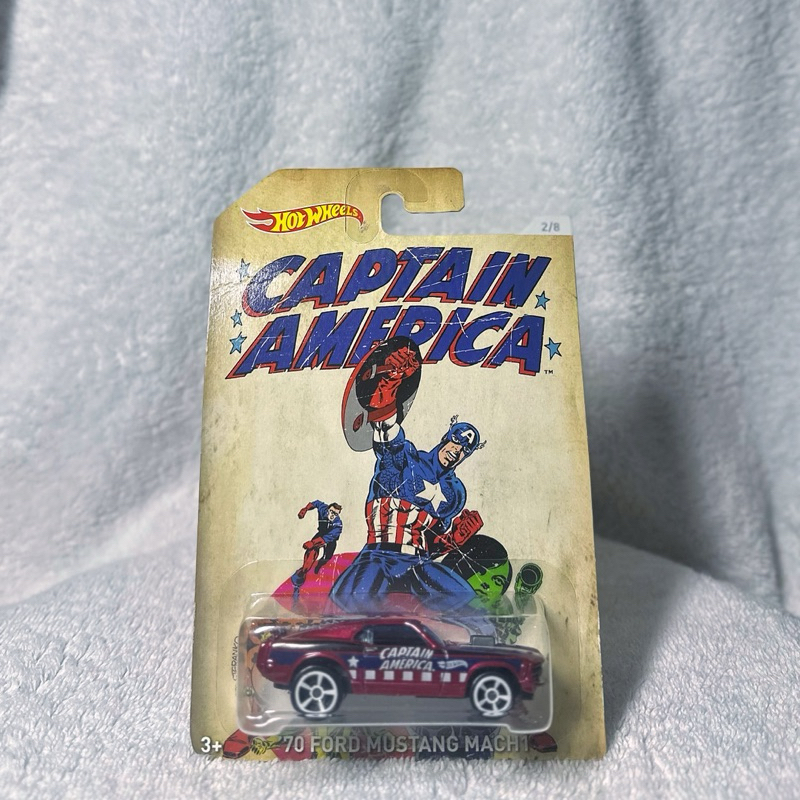 HOT WHEELS
2/8
CAPTAIN
AMERICA
TM
A
CAPTAIN
AMERICA
3+
'70 FORD MUSTANG MACH 1